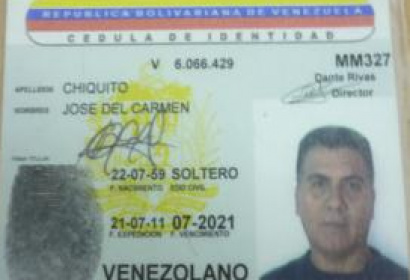 REPUBLICA BOLIVARIANA DE VENEZUELA
CEDULA DE IDENTIDAD
V 6.066.429
MM327
Dante Rivas
Director
APELLIDOS CHIQUITO
NOMBRES JOSE DEL CARMEN
22-07-59 SOLTERO
F. NACIMIENTO EDO CIVIL
21-07-11 07-2021
F. EXPEDICION F. VENCIMIENTO
VENEZOLANO